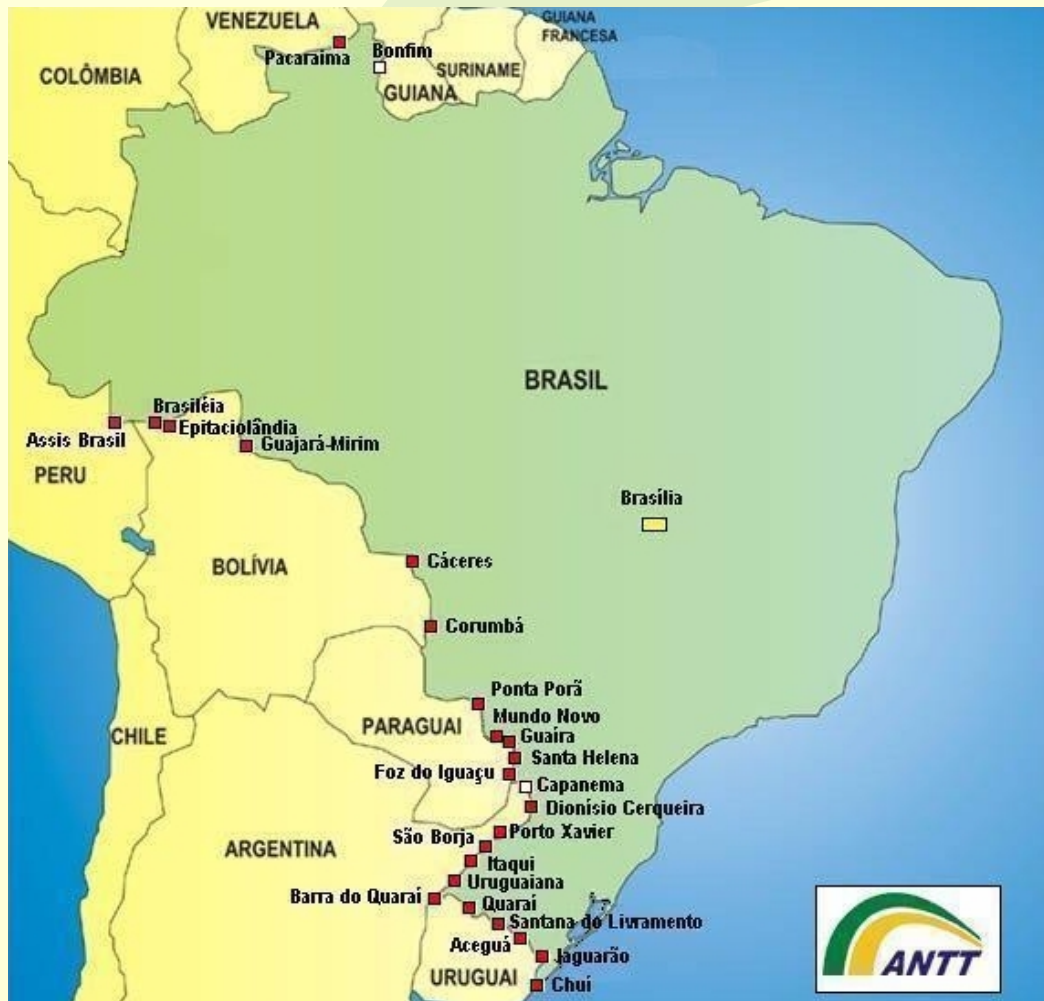 VENEZUELA
GUIANA
FRANCESA
Pacaraima
Bonfim
COLÔMBIA
SURINAME
GUIANA
BRASIL
Brasiléia
Epitaciolândia
Assis Brasil
Guajará-Mirim
PERU
Brasília
BOLÍVIA
Cáceres
Corumbá
Ponta Porã
Mundo Novo
PARAGUAI
Guaíra
CHILE
Santa Helena
Foz do Iguaçu
Capanema
Dionísio Cerqueira
Porto Xavier
São Borja
ARGENTINA
Itaqui
Uruguaiana
Barra do Quaraí
Quaraí
Santana do Livramento
Aceguá
Jaguarão
URUGUAI
Chuí
ANTT